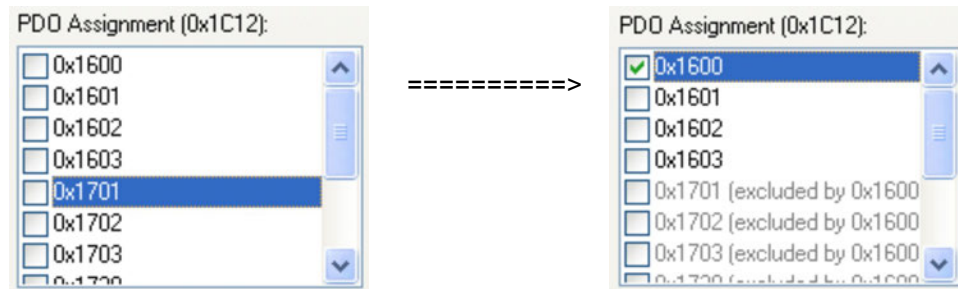 PDO Assignment (0x1C12):
0x1600
0x1601
0x1602
0x1603
0x1701
0x1702
0x1703
==========>
PDO Assignment (0x1C12):
0x1600
0x1601
0x1602
0x1603
0x1701 (excluded by 0x1600
0x1702 (excluded by 0x1600
0x1703 (excluded by 0x1600